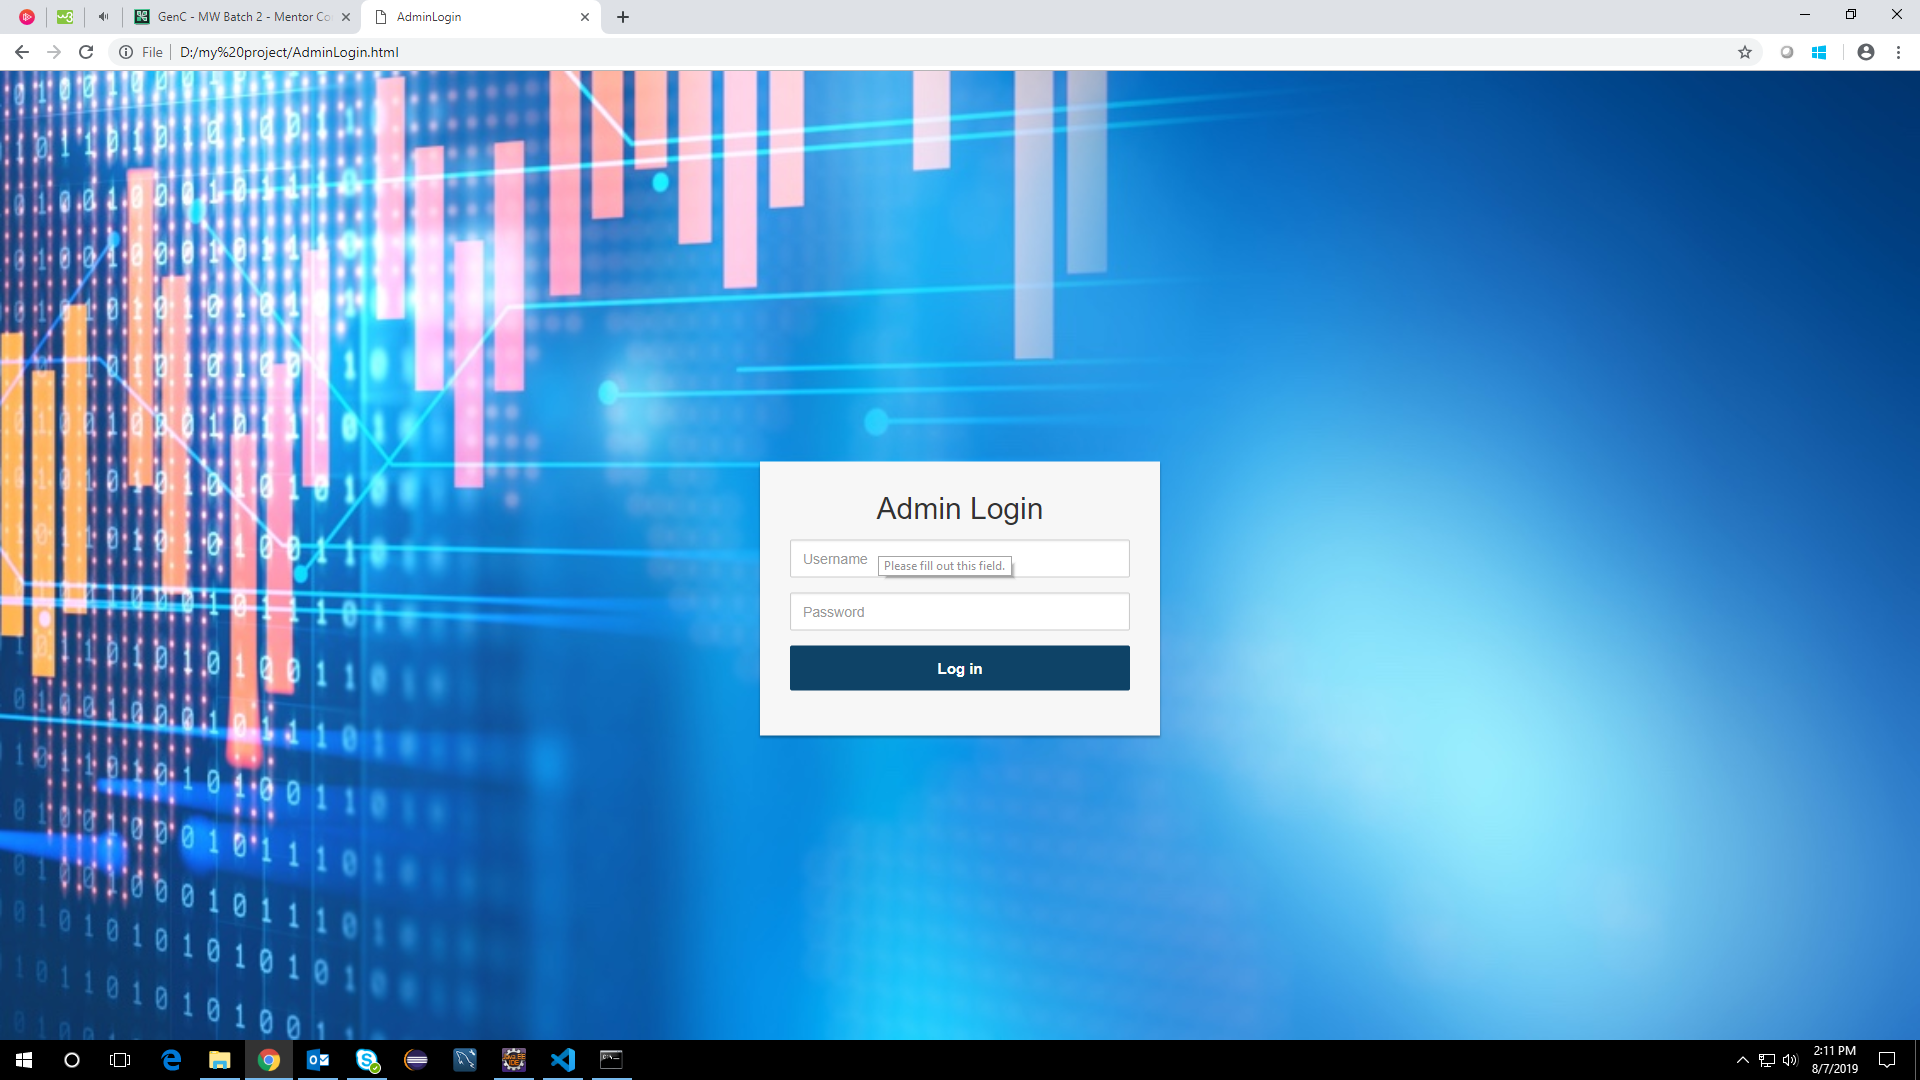 GenC - MW Batch 2 - Mentor Co
AdminLogin
File
D:/my%20project/AdminLogin.html
Admin Login
Username
Please fill out this field.
Password
Log in
2:11 PM
8/7/2019